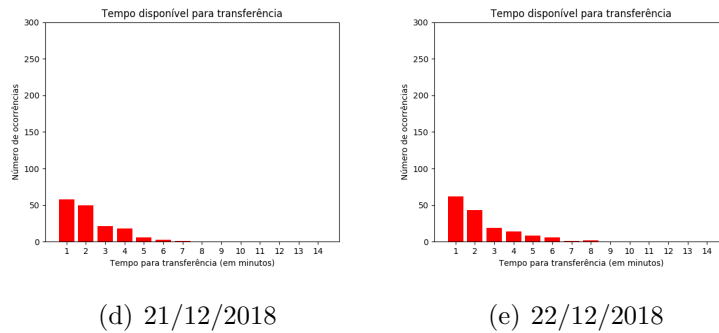 Tempo disponível para transferência
300
250
200
150
100
50
0
Número de ocorrências
1 2 3 4 5 6 7 8 9 10 11 12 13 14
Tempo para transferência (em minutos)
(d) 21/12/2018
Tempo disponível para transferência
300
250
200
150
100
50
0
Número de ocorrências
1 2 3 4 5 6 7 8 9 10 11 12 13 14
Tempo para transferência (em minutos)
(e) 22/12/2018